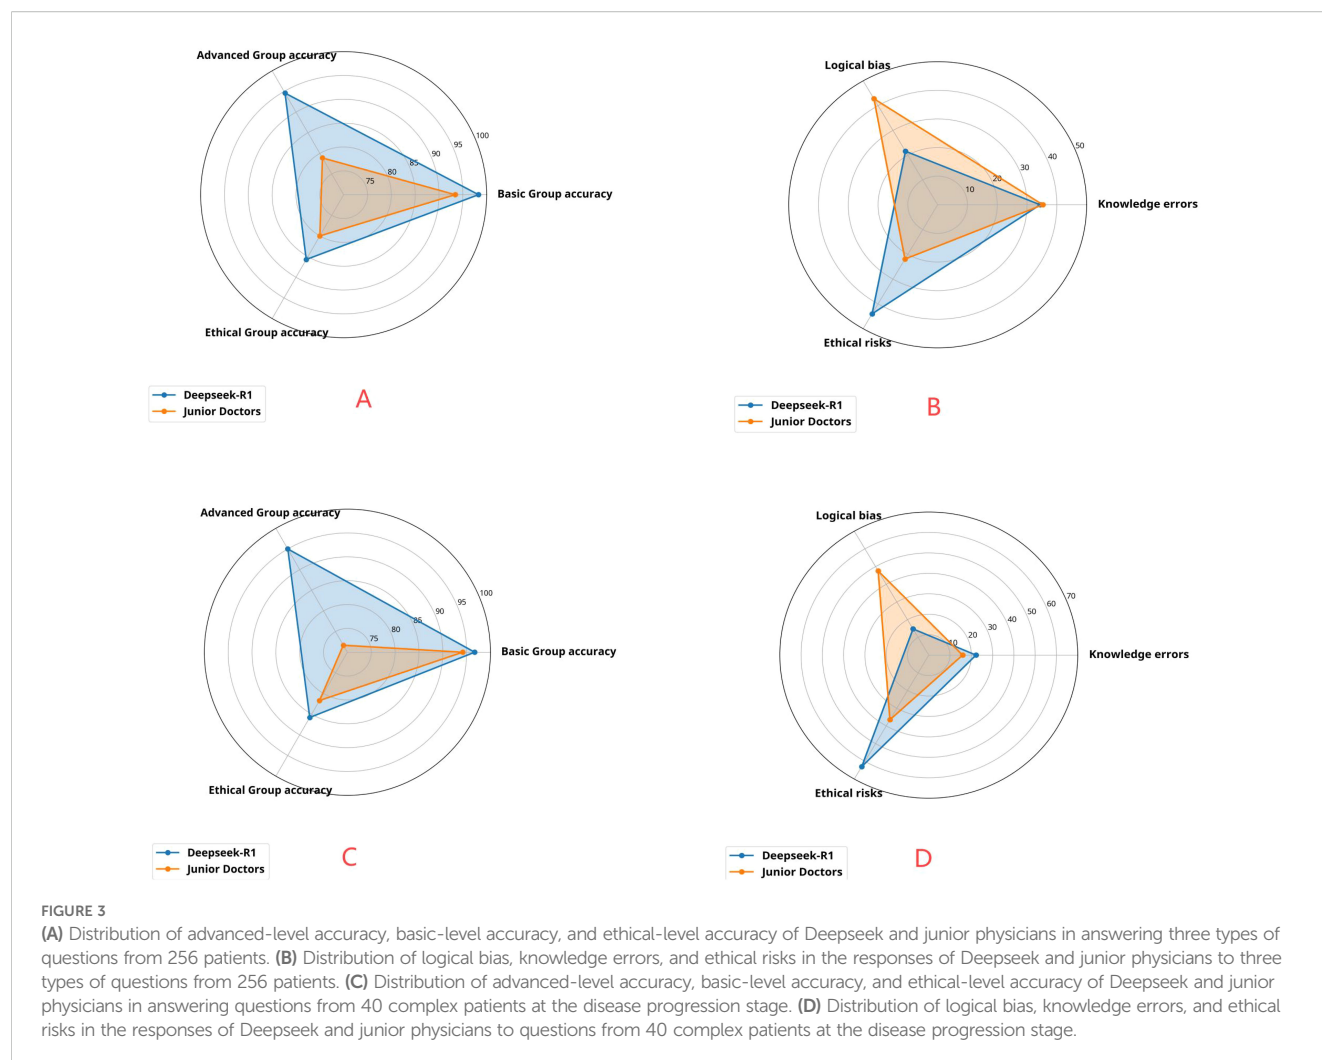 Advanced Group accuracy
100
95
90
85
80
75
Basic Group accuracy
Ethical Group accuracy
Deepseek-R1
Junior Doctors
A
Logical bias
50
40
30
20
10
Knowledge errors
Ethical risks
Deepseek-R1
Junior Doctors
B
Advanced Group accuracy
100
95
90
85
80
75
Basic Group accuracy
Ethical Group accuracy
Deepseek-R1
Junior Doctors
C
Logical bias
70
60
50
40
30
20
10
Knowledge errors
Ethical risks
Deepseek-R1
Junior Doctors
D
FIGURE 3
(A) Distribution of advanced-level accuracy, basic-level accuracy, and ethical-level accuracy of Deepseek and junior physicians in answering three types of
questions from 256 patients. (B) Distribution of logical bias, knowledge errors, and ethical risks in the responses of Deepseek and junior physicians to three
types of questions from 256 patients. (C) Distribution of advanced-level accuracy, basic-level accuracy, and ethical-level accuracy of Deepseek and junior
physicians in answering questions from 40 complex patients at the disease progression stage. (D) Distribution of logical bias, knowledge errors, and ethical
risks in the responses of Deepseek and junior physicians to questions from 40 complex patients at the disease progression stage.